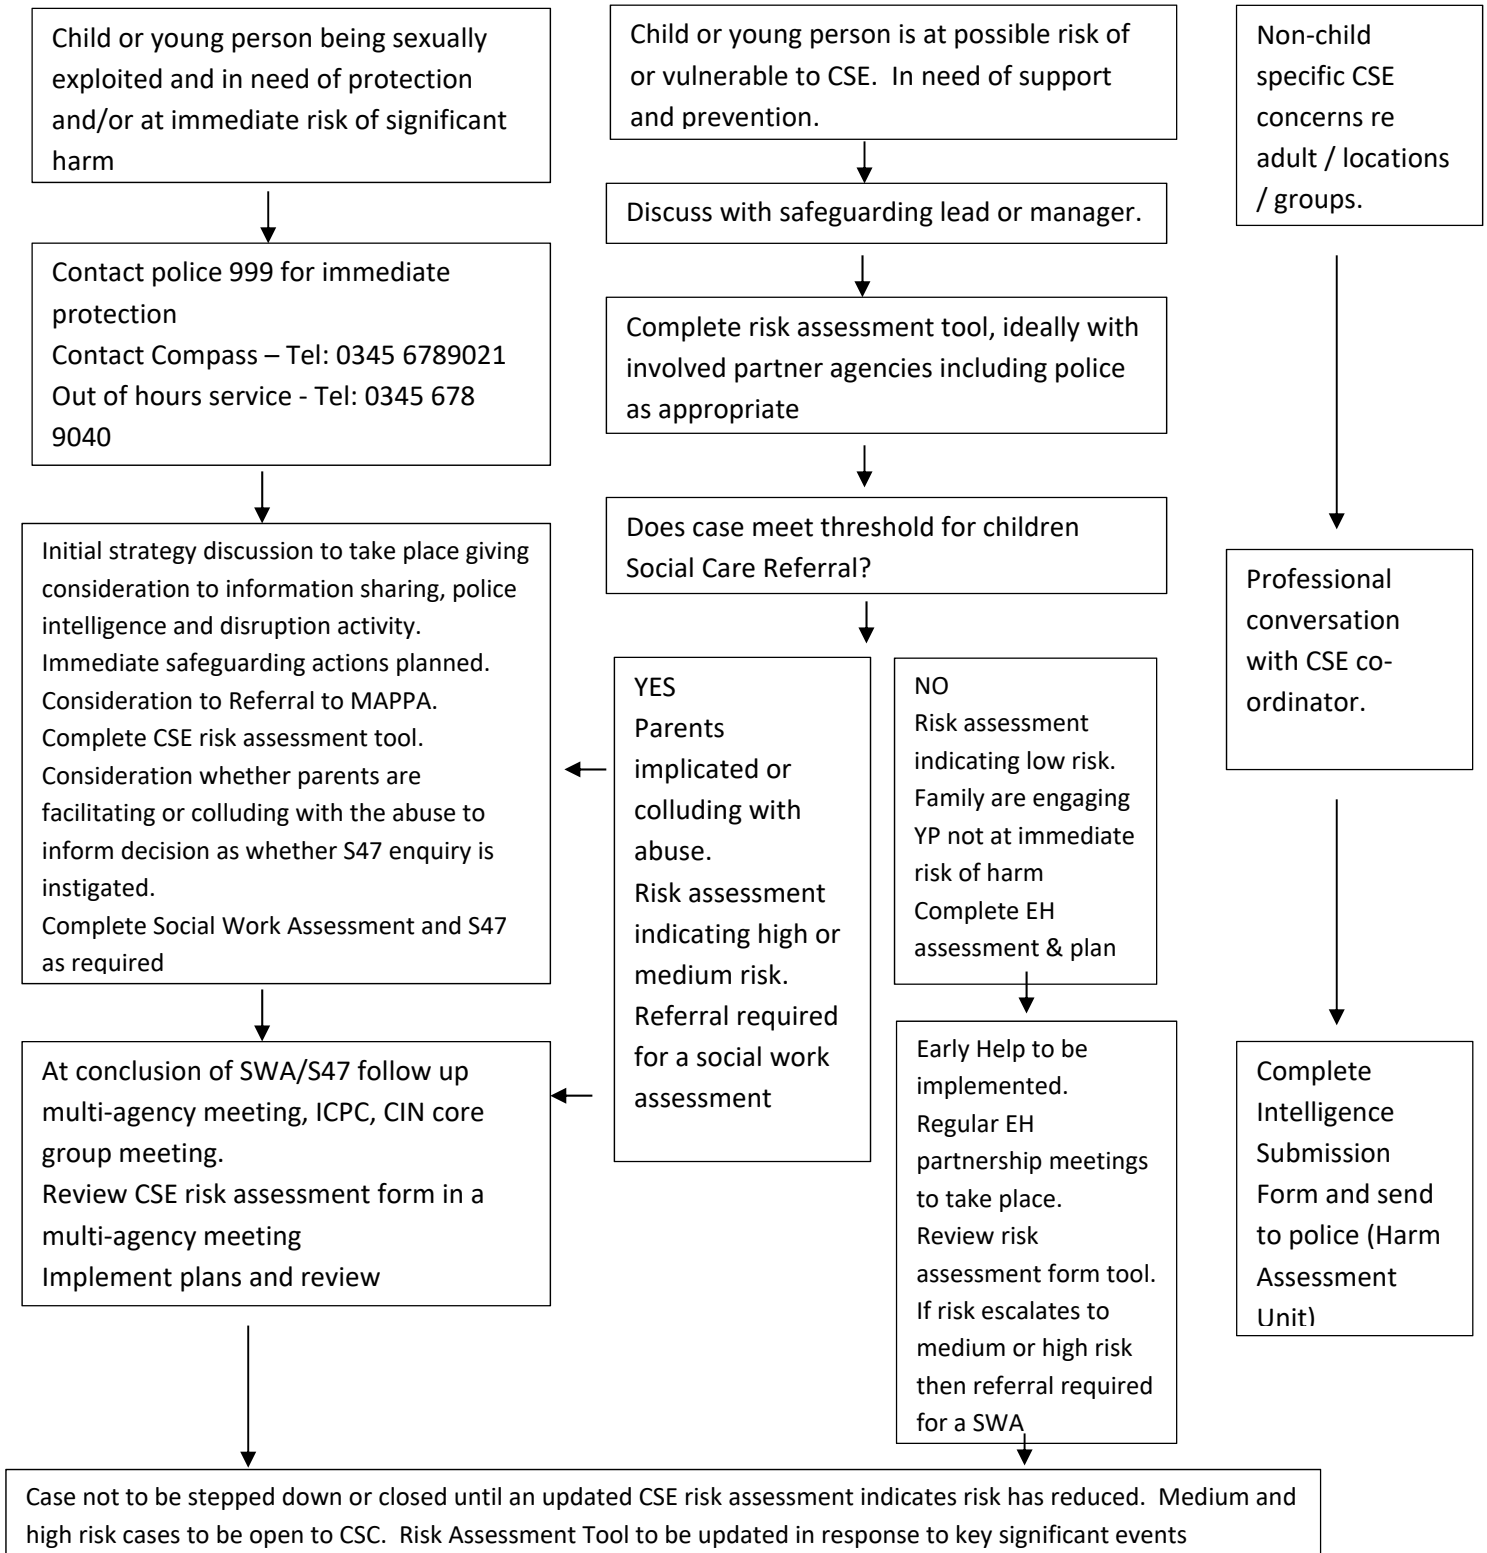 Child or young person being sexually
exploited and in need of protection
and/or at immediate risk of significant
harm
Contact police 999 for immediate
protection
Contact Compass – Tel: 0345 6789021
Out of hours service - Tel: 0345 678
9040
Initial strategy discussion to take place giving
consideration to information sharing, police
intelligence and disruption activity.
Immediate safeguarding actions planned.
Consideration to Referral to MAPPA.
Complete CSE risk assessment tool.
Consideration whether parents are
facilitating or colluding with the abuse to
inform decision as whether S47 enquiry is
instigated.
Complete Social Work Assessment and S47
as required
At conclusion of SWA/S47 follow up
multi-agency meeting, ICPC, CIN core
group meeting.
Review CSE risk assessment form in a
multi-agency meeting
Implement plans and review
Child or young person is at possible risk of
or vulnerable to CSE.  In need of support
and prevention.
Discuss with safeguarding lead or manager.
Complete risk assessment tool, ideally with
involved partner agencies including police
as appropriate
Does case meet threshold for children
Social Care Referral?
YES
Parents
implicated or
colluding with
abuse.
Risk assessment
indicating high or
medium risk.
Referral required
for a social work
assessment
NO
Risk assessment
indicating low risk.
Family are engaging
YP not at immediate
risk of harm
Complete EH
assessment & plan
Early Help to be
implemented.
Regular EH
partnership meetings
to take place.
Review risk
assessment form tool.
If risk escalates to
medium or high risk
then referral required
for a SWA
Non-child
specific CSE
concerns re
adult / locations
/ groups.
Professional
conversation
with CSE co-
ordinator.
Complete
Intelligence
Submission
Form and send
to police (Harm
Assessment
Unit)
Case not to be stepped down or closed until an updated CSE risk assessment indicates risk has reduced.  Medium and
high risk cases to be open to CSC.  Risk Assessment Tool to be updated in response to key significant events